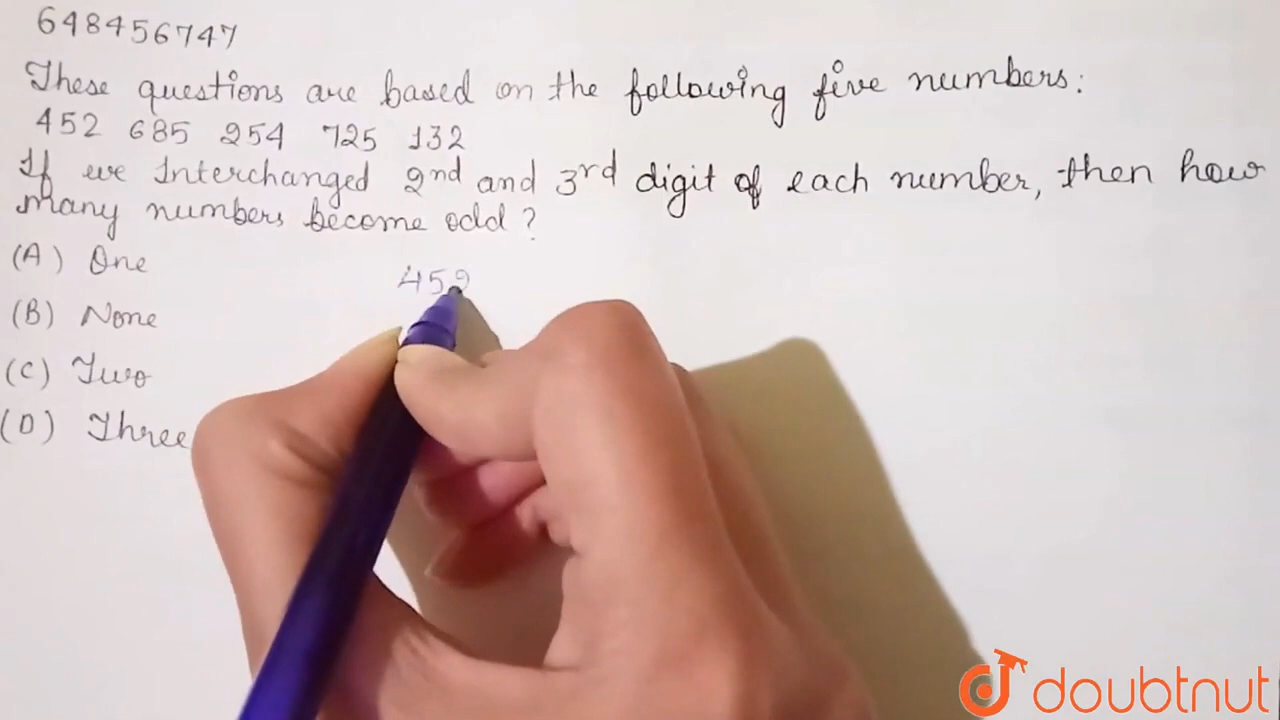 648456747
These questions are based on the following five numbers:
452 685 254 725 132
If we Interchanged 2nd and 3rd digit of each number, then how
many numbers become odd?
(A) One
452
(B) None
(C) Two
(D) Three
doubtnut